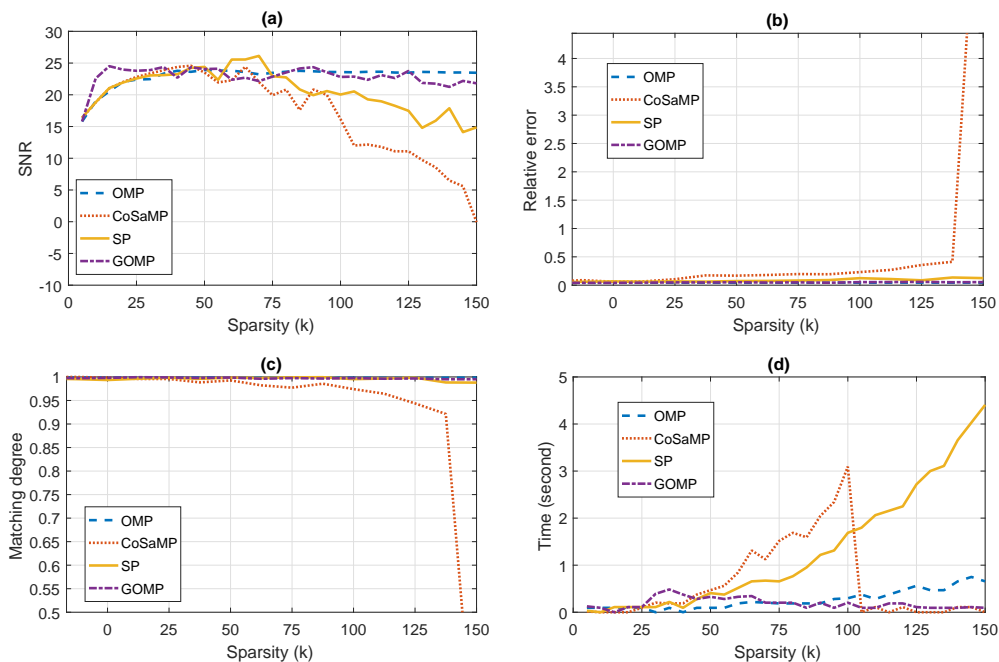 (a)
30
25
20
15
10
5
0
-5
-10
SNR
OMP
CoSaMP
SP
GOMP
0 25 50 75 100 125 150
Sparsity (k)
(b)
4
3.5
3
2.5
2
1.5
1
0.5
0
Relative error
OMP
CoSaMP
SP
GOMP
0 25 50 75 100 125 150
Sparsity (k)
(c)
1
0.95
0.9
0.85
0.8
0.75
0.7
0.65
0.6
0.55
0.5
Matching degree
OMP
CoSaMP
SP
GOMP
0 25 50 75 100 125 150
Sparsity (k)
(d)
5
4
3
2
1
0
Time (second)
OMP
CoSaMP
SP
GOMP
0 25 50 75 100 125 150
Sparsity (k)